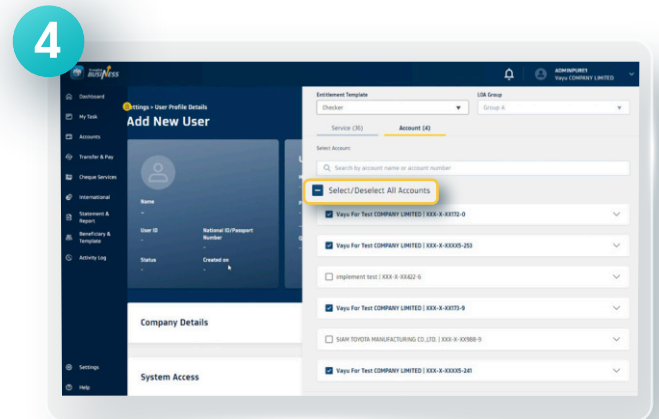 4
BUSINESS
ADMINPURE1
Vayu COMPANY LIMITED
Dashboard
My Task
Accounts
Transfer & Pay
Cheque Services
International
Statement & Report
Beneficiary & Template
Activity Log
Settings
Help
Settings > User Profile Details
Add New User
Name
-
User ID
National ID/Passport Number
-
-
Status
Created on
-
-
Company Details
System Access
Entitlement Template
LOA Group
Checker
Group A
Service (36)
Account (4)
Select Account
Search by account name or account number
Select/Deselect All Accounts
Vayu For Test COMPANY LIMITED | XXX-X-XX172-0
Vayu For Test COMPANY LIMITED | XXX-X-XXXX5-253
implement test | XXX-X-XX422-6
Vayu For Test COMPANY LIMITED | XXX-X-XX173-9
SIAM TOYOTA MANUFACTURING CO.,LTD. | XXX-X-XX988-9
Vayu For Test COMPANY LIMITED | XXX-X-XXXX5-241